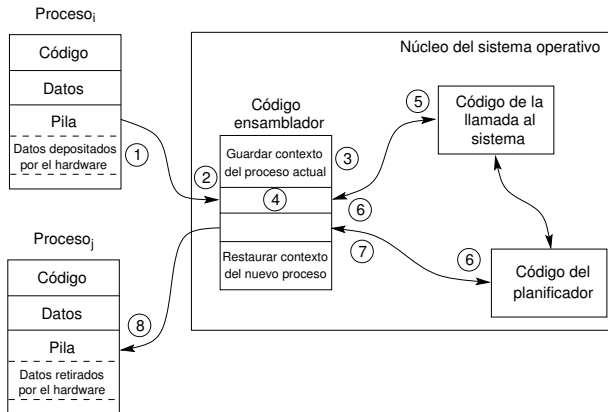 Proceso i
Código
Datos
Pila
Datos depositados
por el hardware
1
Núcleo del sistema operativo
Código
ensamblador
2
Guardar contexto
del proceso actual
3
4
5
Código de la
llamada al
sistema
6
7
Restaurar contexto
del nuevo proceso
6
Código del
planificador
Proceso j
Código
Datos
Pila
Datos retirados
por el hardware
8